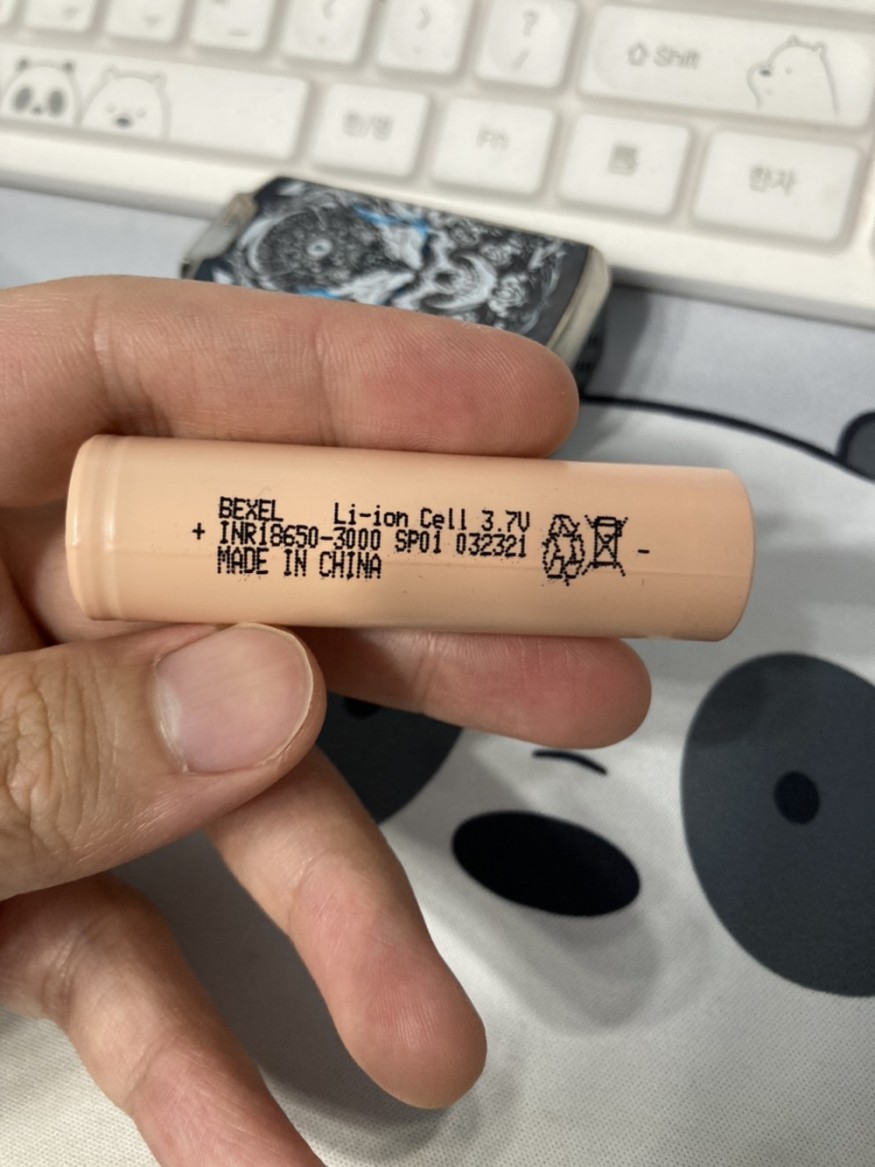 ?
/
⇧ Shift
한/영
Fn
한자
BEXEL Li-ion Cell 3.7V
+ INR18650-3000 SP01 032321 -
MADE IN CHINA